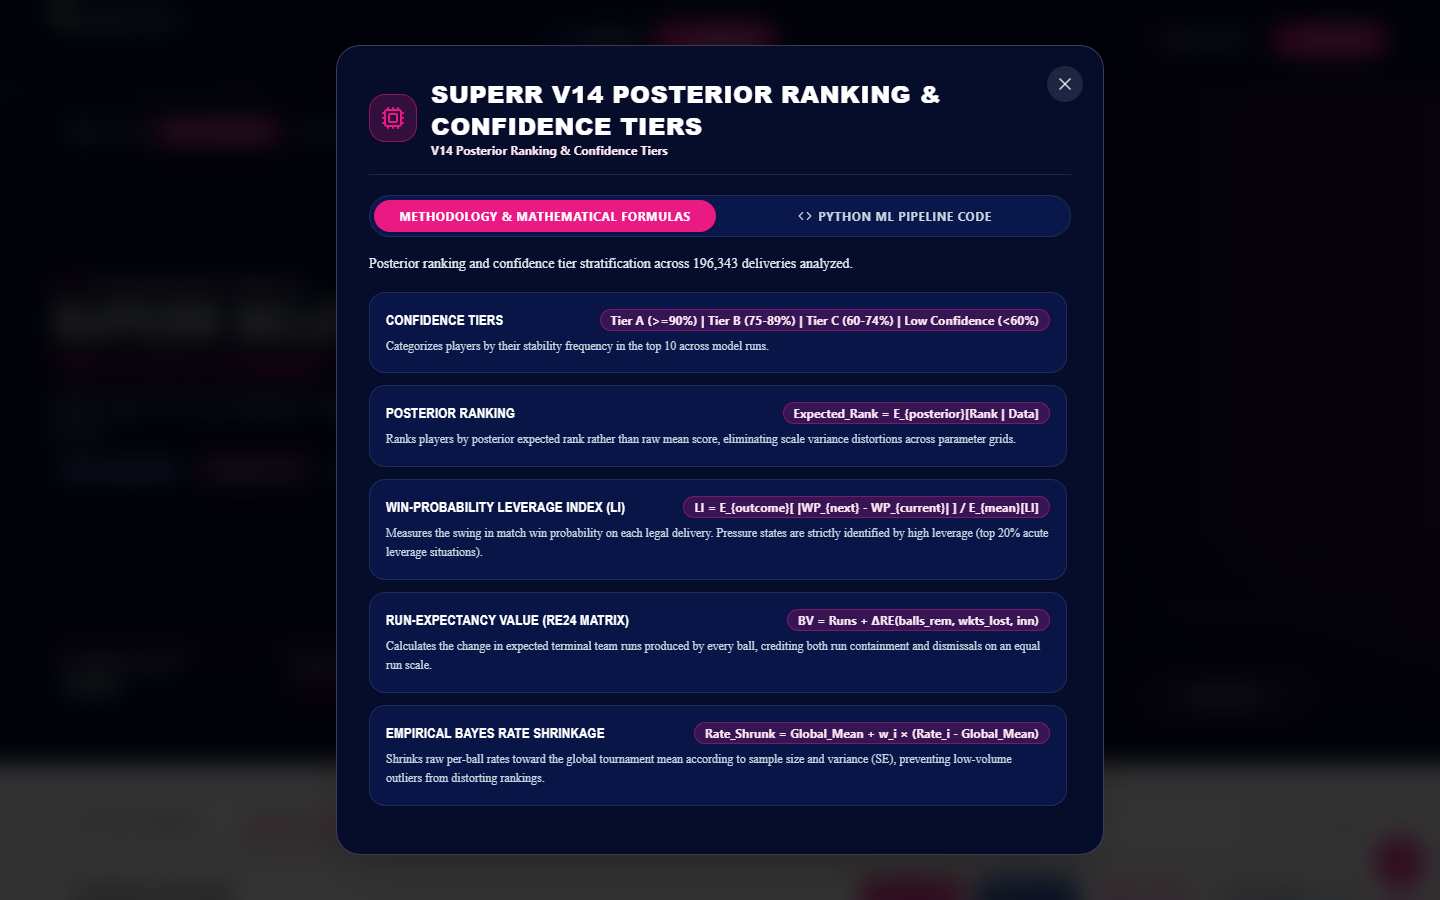 SUPERR V14 POSTERIOR RANKING &
CONFIDENCE TIERS
V14 Posterior Ranking & Confidence Tiers
METHODOLOGY & MATHEMATICAL FORMULAS
PYTHON ML PIPELINE CODE
Posterior ranking and confidence tier stratification across 196,343 deliveries analyzed.
CONFIDENCE TIERS
Tier A (>=90%) | Tier B (75-89%) | Tier C (60-74%) | Low Confidence (<60%)
Categorizes players by their stability frequency in the top 10 across model runs.
POSTERIOR RANKING
Expected_Rank = E_{posterior}[Rank | Data]
Ranks players by posterior expected rank rather than raw mean score, eliminating scale variance distortions across parameter grids.
WIN-PROBABILITY LEVERAGE INDEX (LI)
LI = E_{outcome}[ |WP_{next} - WP_{current}| ] / E_{mean}[LI]
Measures the swing in match win probability on each legal delivery. Pressure states are strictly identified by high leverage (top 20% acute
leverage situations).
RUN-EXPECTANCY VALUE (RE24 MATRIX)
BV = Runs + ΔRE(balls_rem, wkts_lost, inn)
Calculates the change in expected terminal team runs produced by every ball, crediting both run containment and dismissals on an equal
run scale.
EMPIRICAL BAYES RATE SHRINKAGE
Rate_Shrunk = Global_Mean + w_i × (Rate_i - Global_Mean)
Shrinks raw per-ball rates toward the global tournament mean according to sample size and variance (SE), preventing low-volume
outliers from distorting rankings.